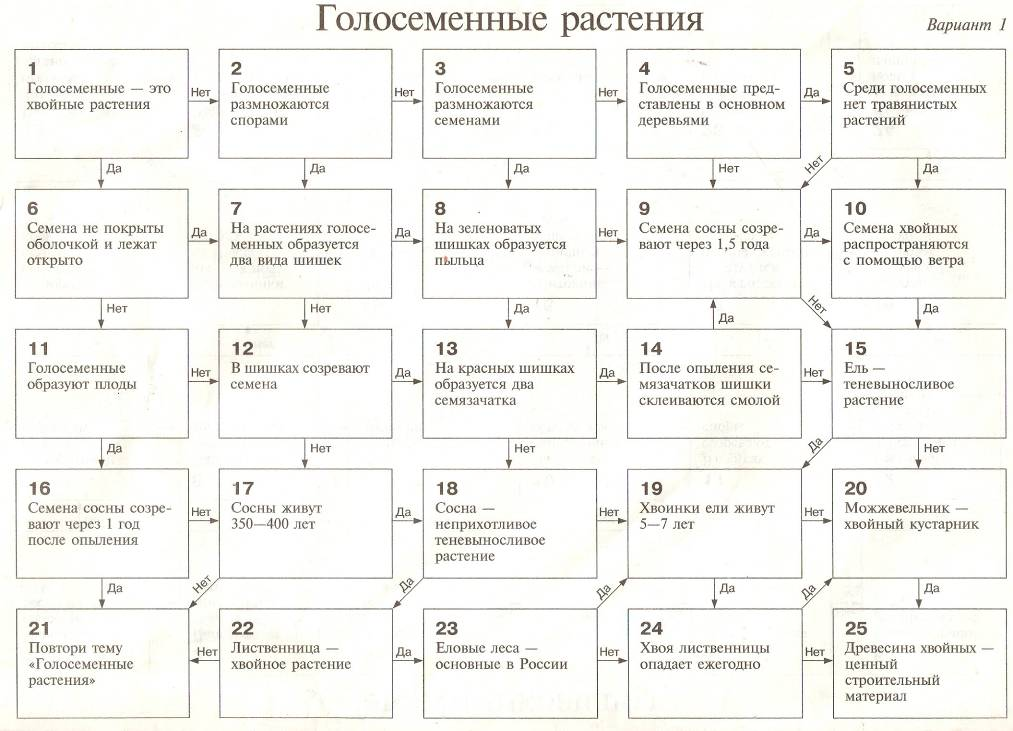 Голосеменные растения
Вариант 1
1
Голосеменные — это
хвойные растения
Нет
2
Голосеменные
размножаются
спорами
Нет
3
Голосеменные
размножаются
семенами
Нет
4
Голосеменные пред-
ставлены в основном
деревьями
Да
5
Среди голосеменных
нет травянистых
растений
Да
Да
Да
Нет
Нет
Да
6
Семена не покрыты
оболочкой и лежат
открыто
Да
7
На растениях голосе-
менных образуется
два вида шишек
Да
8
На зеленоватых
шишках образуется
пыльца
Нет
9
Семена сосны созре-
вают через 1,5 года
Да
10
Семена хвойных
распространяются
с помощью ветра
Нет
Нет
Да
Да
Нет
Да
11
Голосеменные
образуют плоды
Нет
12
В шишках созревают
семена
Да
13
На красных шишках
образуется два
семязачатка
Да
14
После опыления се-
мязачатков шишки
склеиваются смолой
Нет
15
Ель —
теневыносливое
растение
Да
Нет
Нет
Да
Нет
16
Семена сосны созре-
вают через 1 год
после опыления
Нет
17
Сосны живут
350—400 лет
Да
18
Сосна —
неприхотливое
теневыносливое
растение
Нет
19
Хвоинки ели живут
5—7 лет
Нет
20
Можжевельник —
хвойный кустарник
Да
Нет
Да
Да
Да
Да
Да
21
Повтори тему
«Голосеменные
растения»
Нет
22
Лиственница —
хвойное растение
Да
23
Еловые леса —
основные в России
Нет
24
Хвоя лиственницы
опадает ежегодно
Нет
25
Древесина хвойных —
ценный
строительный
материал